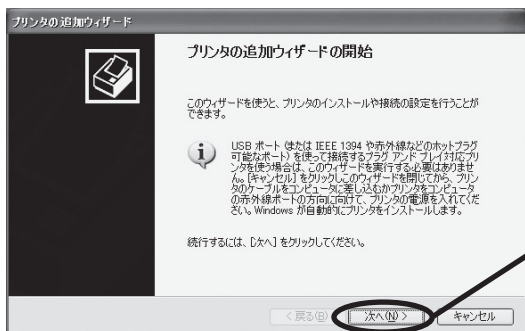 プリンタの追加ウィザード
プリンタの追加ウィザードの開始
このウィザードを使うと、プリンタのインストールや接続の設定を行うことが
できます。
USB ポート (または IEEE 1394 や赤外線などのホットプラグ
可能なポート) を使って接続するプラグ アンド プレイ対応プリ
ンタを使う場合は、このウィザードを実行する必要はありませ
ん。[キャンセル] をクリックしこのウィザードを閉じてから、プリン
タのケーブルをコンピュータに差し込むかプリンタをコンピュータ
の赤外線ポートの方向に向けて、プリンタの電源を入れてくだ
さい。Windows が自動的にプリンタをインストールします。
続行するには、[次へ] をクリックしてください。
< 戻る(B) 次へ(N) > キャンセル